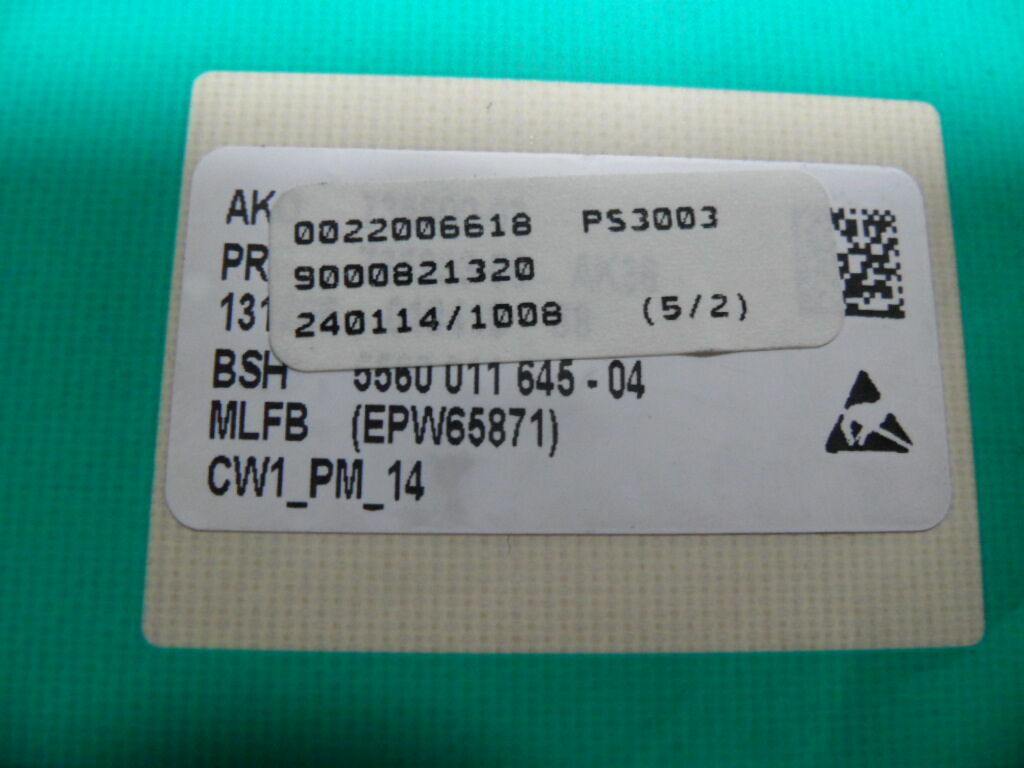 0022006618 PS3003
9000821320
240114/1008 (5/2)
AK
PR
131
BSH 5560 011 645 - 04
MLFB (EPW65871)
CW1_PM_14